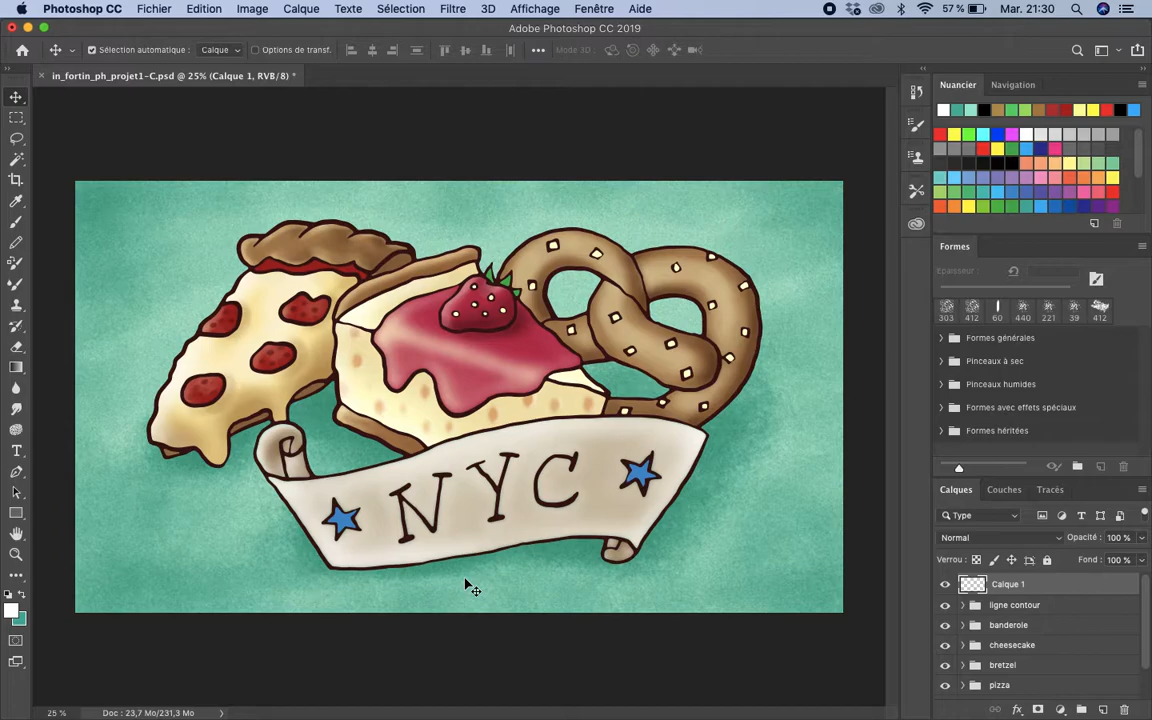 Photoshop CC Fichier Edition Image Calque Texte Sélection Filtre 3D Affichage Fenêtre Aide 57 % Mar. 21:30
Adobe Photoshop CC 2019
Sélection automatique : Calque Options de transf. Mode 3D :
in_fortin_ph_projet1-C.psd @ 25% (Calque 1, RVB/8) *
Nuancier Navigation
Formes
Epaisseur :
303 412 60 440 221 39 412
Formes générales
Pinceaux à sec
Pinceaux humides
Formes avec effets spéciaux
Formes héritées
NYC
Calques Couches Tracés
Type
Normal Opacité : 100 %
Verrou : Fond : 100 %
Calque 1
ligne contour
banderole
cheesecake
bretzel
pizza
25 % Doc : 23,7 Mo/231,3 Mo